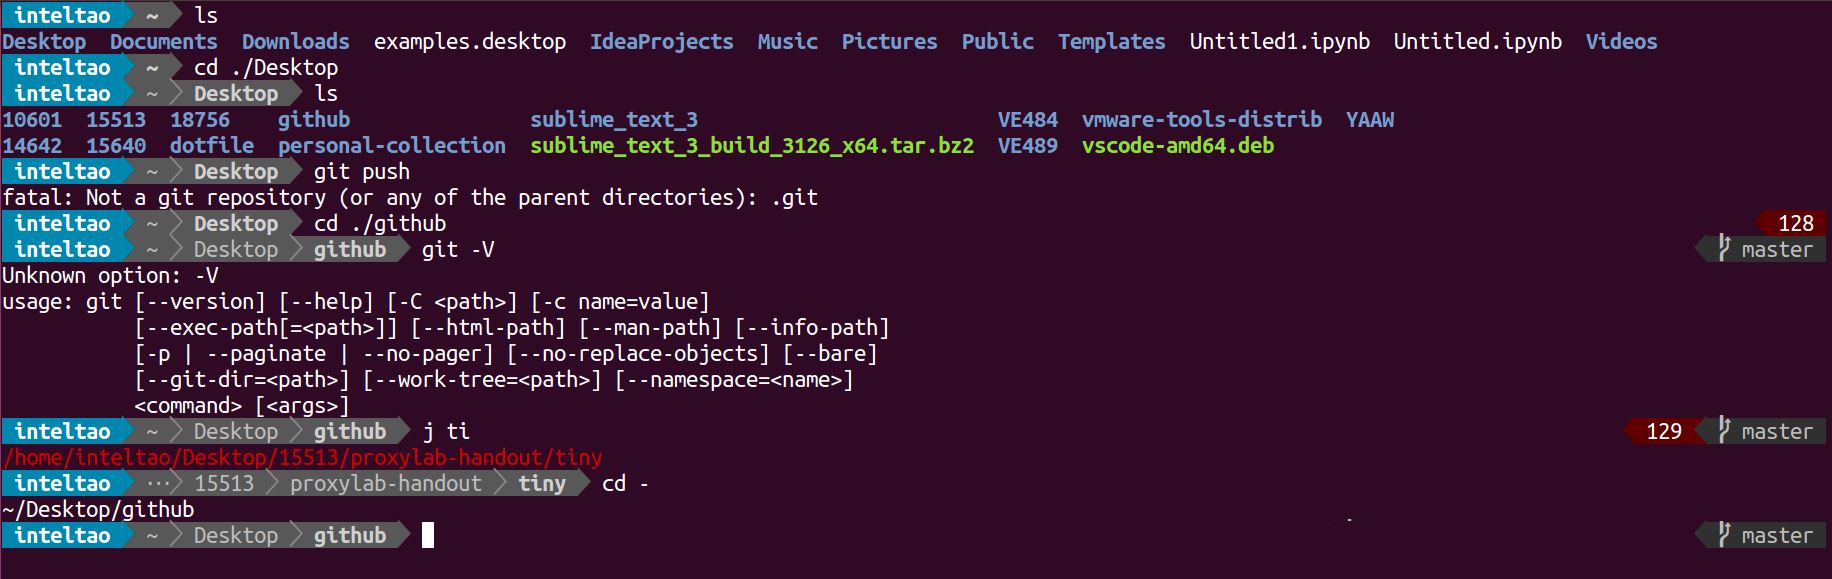 inteltao ~ ls
Desktop Documents Downloads examples.desktop IdeaProjects Music Pictures Public Templates Untitled1.ipynb Untitled.ipynb Videos
inteltao ~ cd ./Desktop
inteltao ~ Desktop ls
10601 15513 18756 github sublime_text_3 VE484 vmware-tools-distrib YAAW
14642 15640 dotfile personal-collection sublime_text_3_build_3126_x64.tar.bz2 VE489 vscode-amd64.deb
inteltao ~ Desktop git push
fatal: Not a git repository (or any of the parent directories): .git
inteltao ~ Desktop cd ./github 128
inteltao ~ Desktop github git -V master
Unknown option: -V
usage: git [--version] [--help] [-C <path>] [-c name=value]
[--exec-path[=<path>]] [--html-path] [--man-path] [--info-path]
[-p | --paginate | --no-pager] [--no-replace-objects] [--bare]
[--git-dir=<path>] [--work-tree=<path>] [--namespace=<name>]
<command> [<args>]
inteltao ~ Desktop github j ti 129 master
/home/inteltao/Desktop/15513/proxylab-handout/tiny
inteltao ⋯ 15513 proxylab-handout tiny cd -
~/Desktop/github
inteltao ~ Desktop github master